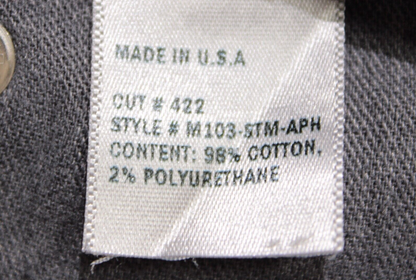 MADE IN U.S.A
CUT # 422
STYLE # M103-STM-APH
CONTENT: 98% COTTON,
2% POLYURETHANE